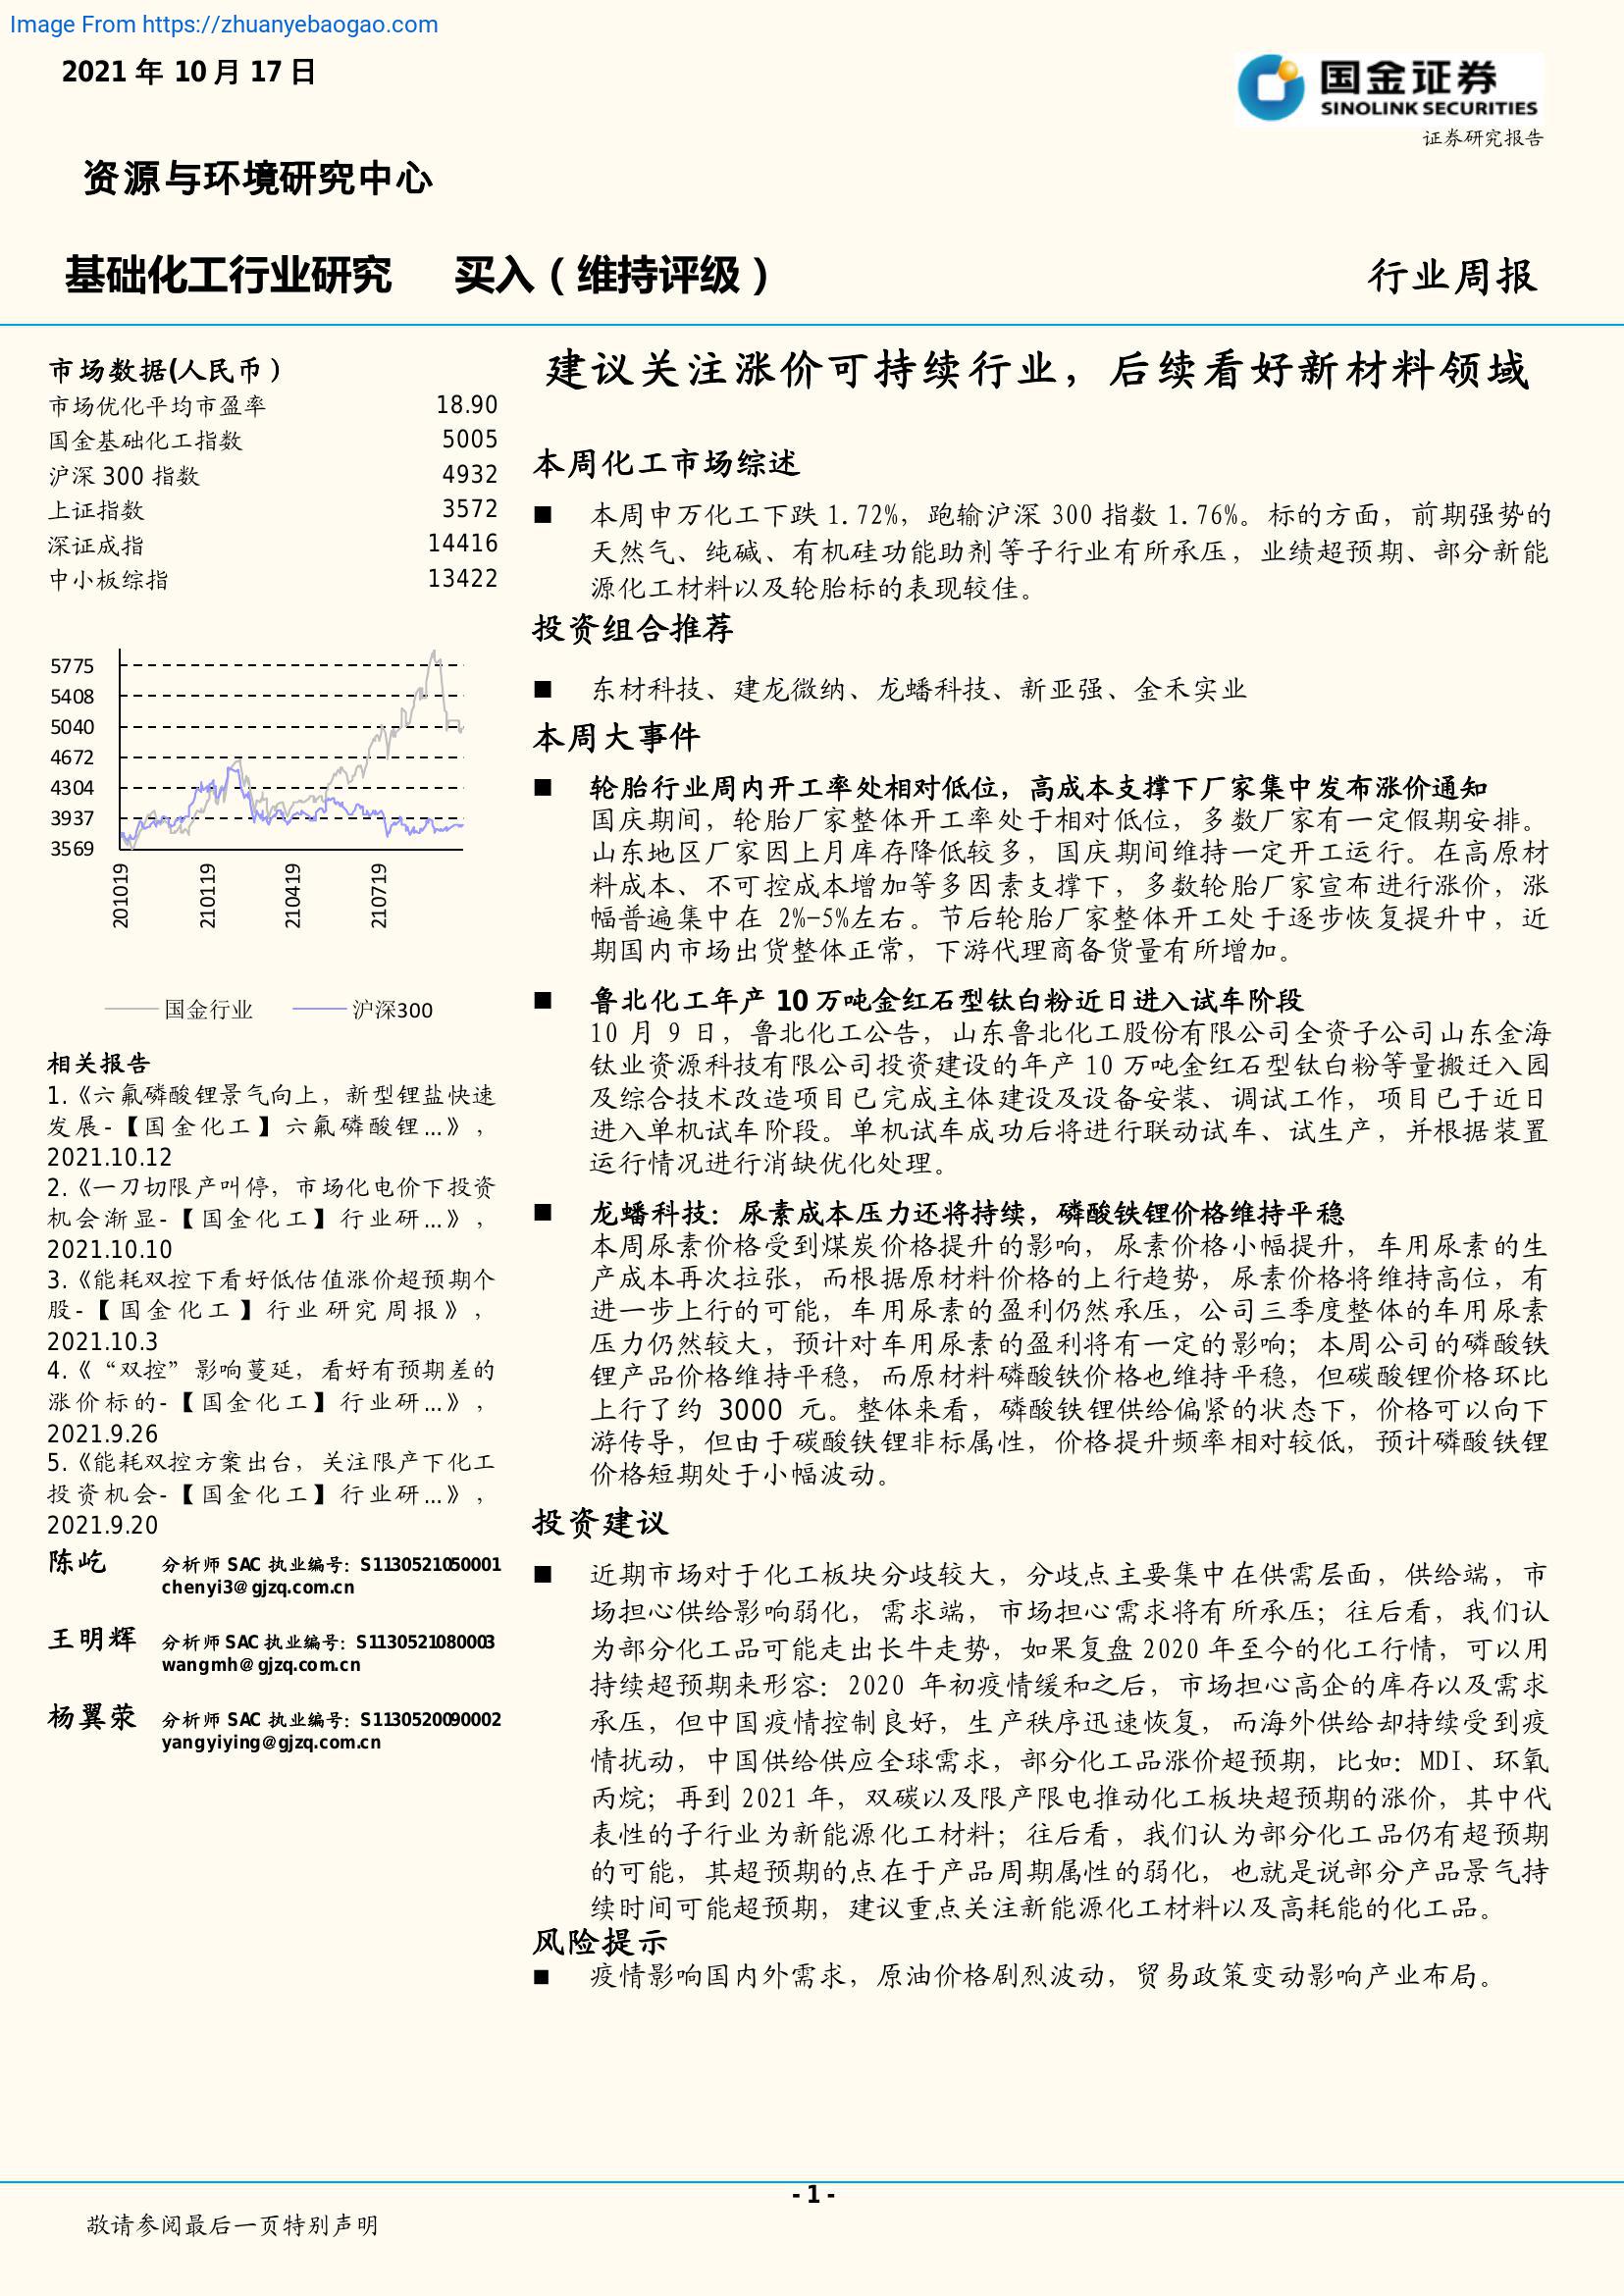 Image From https://zhuanyebaogao.com
2021 年 10 月 17 日
国金证券
SINOLINK SECURITIES
证券研究报告
资源与环境研究中心
基础化工行业研究 买入（维持评级）
行业周报
市场数据(人民币）
市场优化平均市盈率 18.90
国金基础化工指数 5005
沪深 300 指数 4932
上证指数 3572
深证成指 14416
中小板综指 13422
5775
5408
5040
4672
4304
3937
3569
201019
210119
210419
210719
国金行业 沪深300
相关报告
1.《六氟磷酸锂景气向上，新型锂盐快速
发展-【国金化工】六氟磷酸锂...》，
2021.10.12
2.《一刀切限产叫停，市场化电价下投资
机会渐显-【国金化工】行业研...》，
2021.10.10
3.《能耗双控下看好低估值涨价超预期个
股-【国金化工】行业研究周报》，
2021.10.3
4.《“双控”影响蔓延，看好有预期差的
涨价标的-【国金化工】行业研...》，
2021.9.26
5.《能耗双控方案出台，关注限产下化工
投资机会-【国金化工】行业研...》，
2021.9.20
陈屹 分析师 SAC 执业编号：S1130521050001
chenyi3@gjzq.com.cn
王明辉 分析师 SAC 执业编号：S1130521080003
wangmh@gjzq.com.cn
杨翼荥 分析师 SAC 执业编号：S1130520090002
yangyiying@gjzq.com.cn
建议关注涨价可持续行业，后续看好新材料领域
本周化工市场综述
■ 本周申万化工下跌 1.72%，跑输沪深 300 指数 1.76%。标的方面，前期强势的
天然气、纯碱、有机硅功能助剂等子行业有所承压，业绩超预期、部分新能
源化工材料以及轮胎标的表现较佳。
投资组合推荐
■ 东材科技、建龙微纳、龙蟠科技、新亚强、金禾实业
本周大事件
■ 轮胎行业周内开工率处相对低位，高成本支撑下厂家集中发布涨价通知
国庆期间，轮胎厂家整体开工率处于相对低位，多数厂家有一定假期安排。
山东地区厂家因上月库存降低较多，国庆期间维持一定开工运行。在高原材
料成本、不可控成本增加等多因素支撑下，多数轮胎厂家宣布进行涨价，涨
幅普遍集中在 2%-5%左右。节后轮胎厂家整体开工处于逐步恢复提升中，近
期国内市场出货整体正常，下游代理商备货量有所增加。
■ 鲁北化工年产 10 万吨金红石型钛白粉近日进入试车阶段
10 月 9 日，鲁北化工公告，山东鲁北化工股份有限公司全资子公司山东金海
钛业资源科技有限公司投资建设的年产 10 万吨金红石型钛白粉等量搬迁入园
及综合技术改造项目已完成主体建设及设备安装、调试工作，项目已于近日
进入单机试车阶段。单机试车成功后将进行联动试车、试生产，并根据装置
运行情况进行消缺优化处理。
■ 龙蟠科技：尿素成本压力还将持续，磷酸铁锂价格维持平稳
本周尿素价格受到煤炭价格提升的影响，尿素价格小幅提升，车用尿素的生
产成本再次拉张，而根据原材料价格的上行趋势，尿素价格将维持高位，有
进一步上行的可能，车用尿素的盈利仍然承压，公司三季度整体的车用尿素
压力仍然较大，预计对车用尿素的盈利将有一定的影响；本周公司的磷酸铁
锂产品价格维持平稳，而原材料磷酸铁价格也维持平稳，但碳酸锂价格环比
上行了约 3000 元。整体来看，磷酸铁锂供给偏紧的状态下，价格可以向下
游传导，但由于碳酸铁锂非标属性，价格提升频率相对较低，预计磷酸铁锂
价格短期处于小幅波动。
投资建议
■ 近期市场对于化工板块分歧较大，分歧点主要集中在供需层面，供给端，市
场担心供给影响弱化，需求端，市场担心需求将有所承压；往后看，我们认
为部分化工品可能走出长牛走势，如果复盘 2020 年至今的化工行情，可以用
持续超预期来形容：2020 年初疫情缓和之后，市场担心高企的库存以及需求
承压，但中国疫情控制良好，生产秩序迅速恢复，而海外供给却持续受到疫
情扰动，中国供给供应全球需求，部分化工品涨价超预期，比如：MDI、环氧
丙烷；再到 2021 年，双碳以及限产限电推动化工板块超预期的涨价，其中代
表性的子行业为新能源化工材料；往后看，我们认为部分化工品仍有超预期
的可能，其超预期的点在于产品周期属性的弱化，也就是说部分产品景气持
续时间可能超预期，建议重点关注新能源化工材料以及高耗能的化工品。
风险提示
■ 疫情影响国内外需求，原油价格剧烈波动，贸易政策变动影响产业布局。
- 1 -
敬请参阅最后一页特别声明